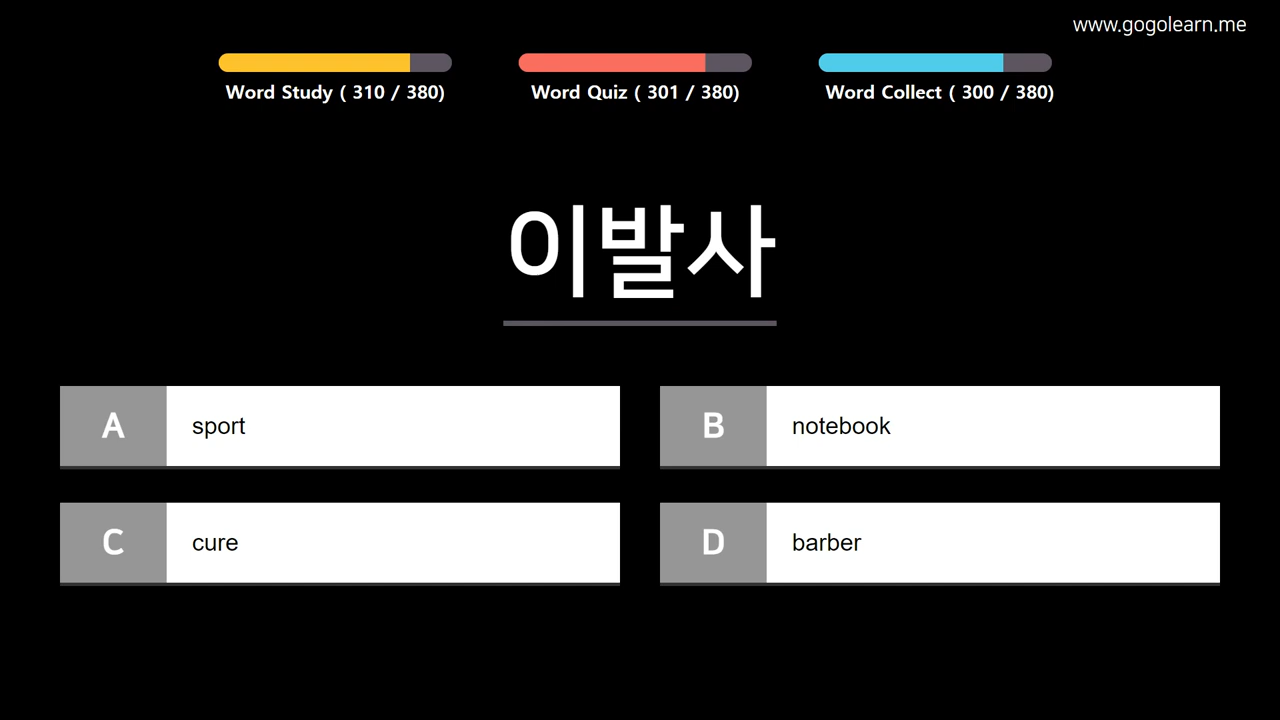 www.gogolearn.me
Word Study ( 310 / 380)
Word Quiz ( 301 / 380)
Word Collect ( 300 / 380)
이발사
A sport
B notebook
C cure
D barber